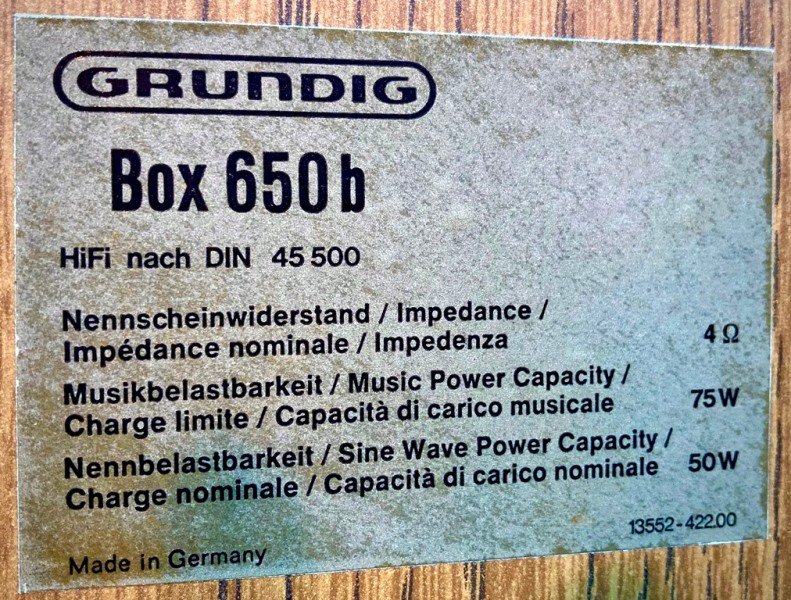 GRUNDIG
Box 650 b
HiFi nach DIN 45 500
Nennscheinwiderstand / Impedance /
Impédance nominale / Impedenza 4 Ω
Musikbelastbarkeit / Music Power Capacity /
Charge limite / Capacità di carico musicale 75W
Nennbelastbarkeit / Sine Wave Power Capacity /
Charge nominale / Capacità di carico nominale 50W
13552-422.00
Made in Germany